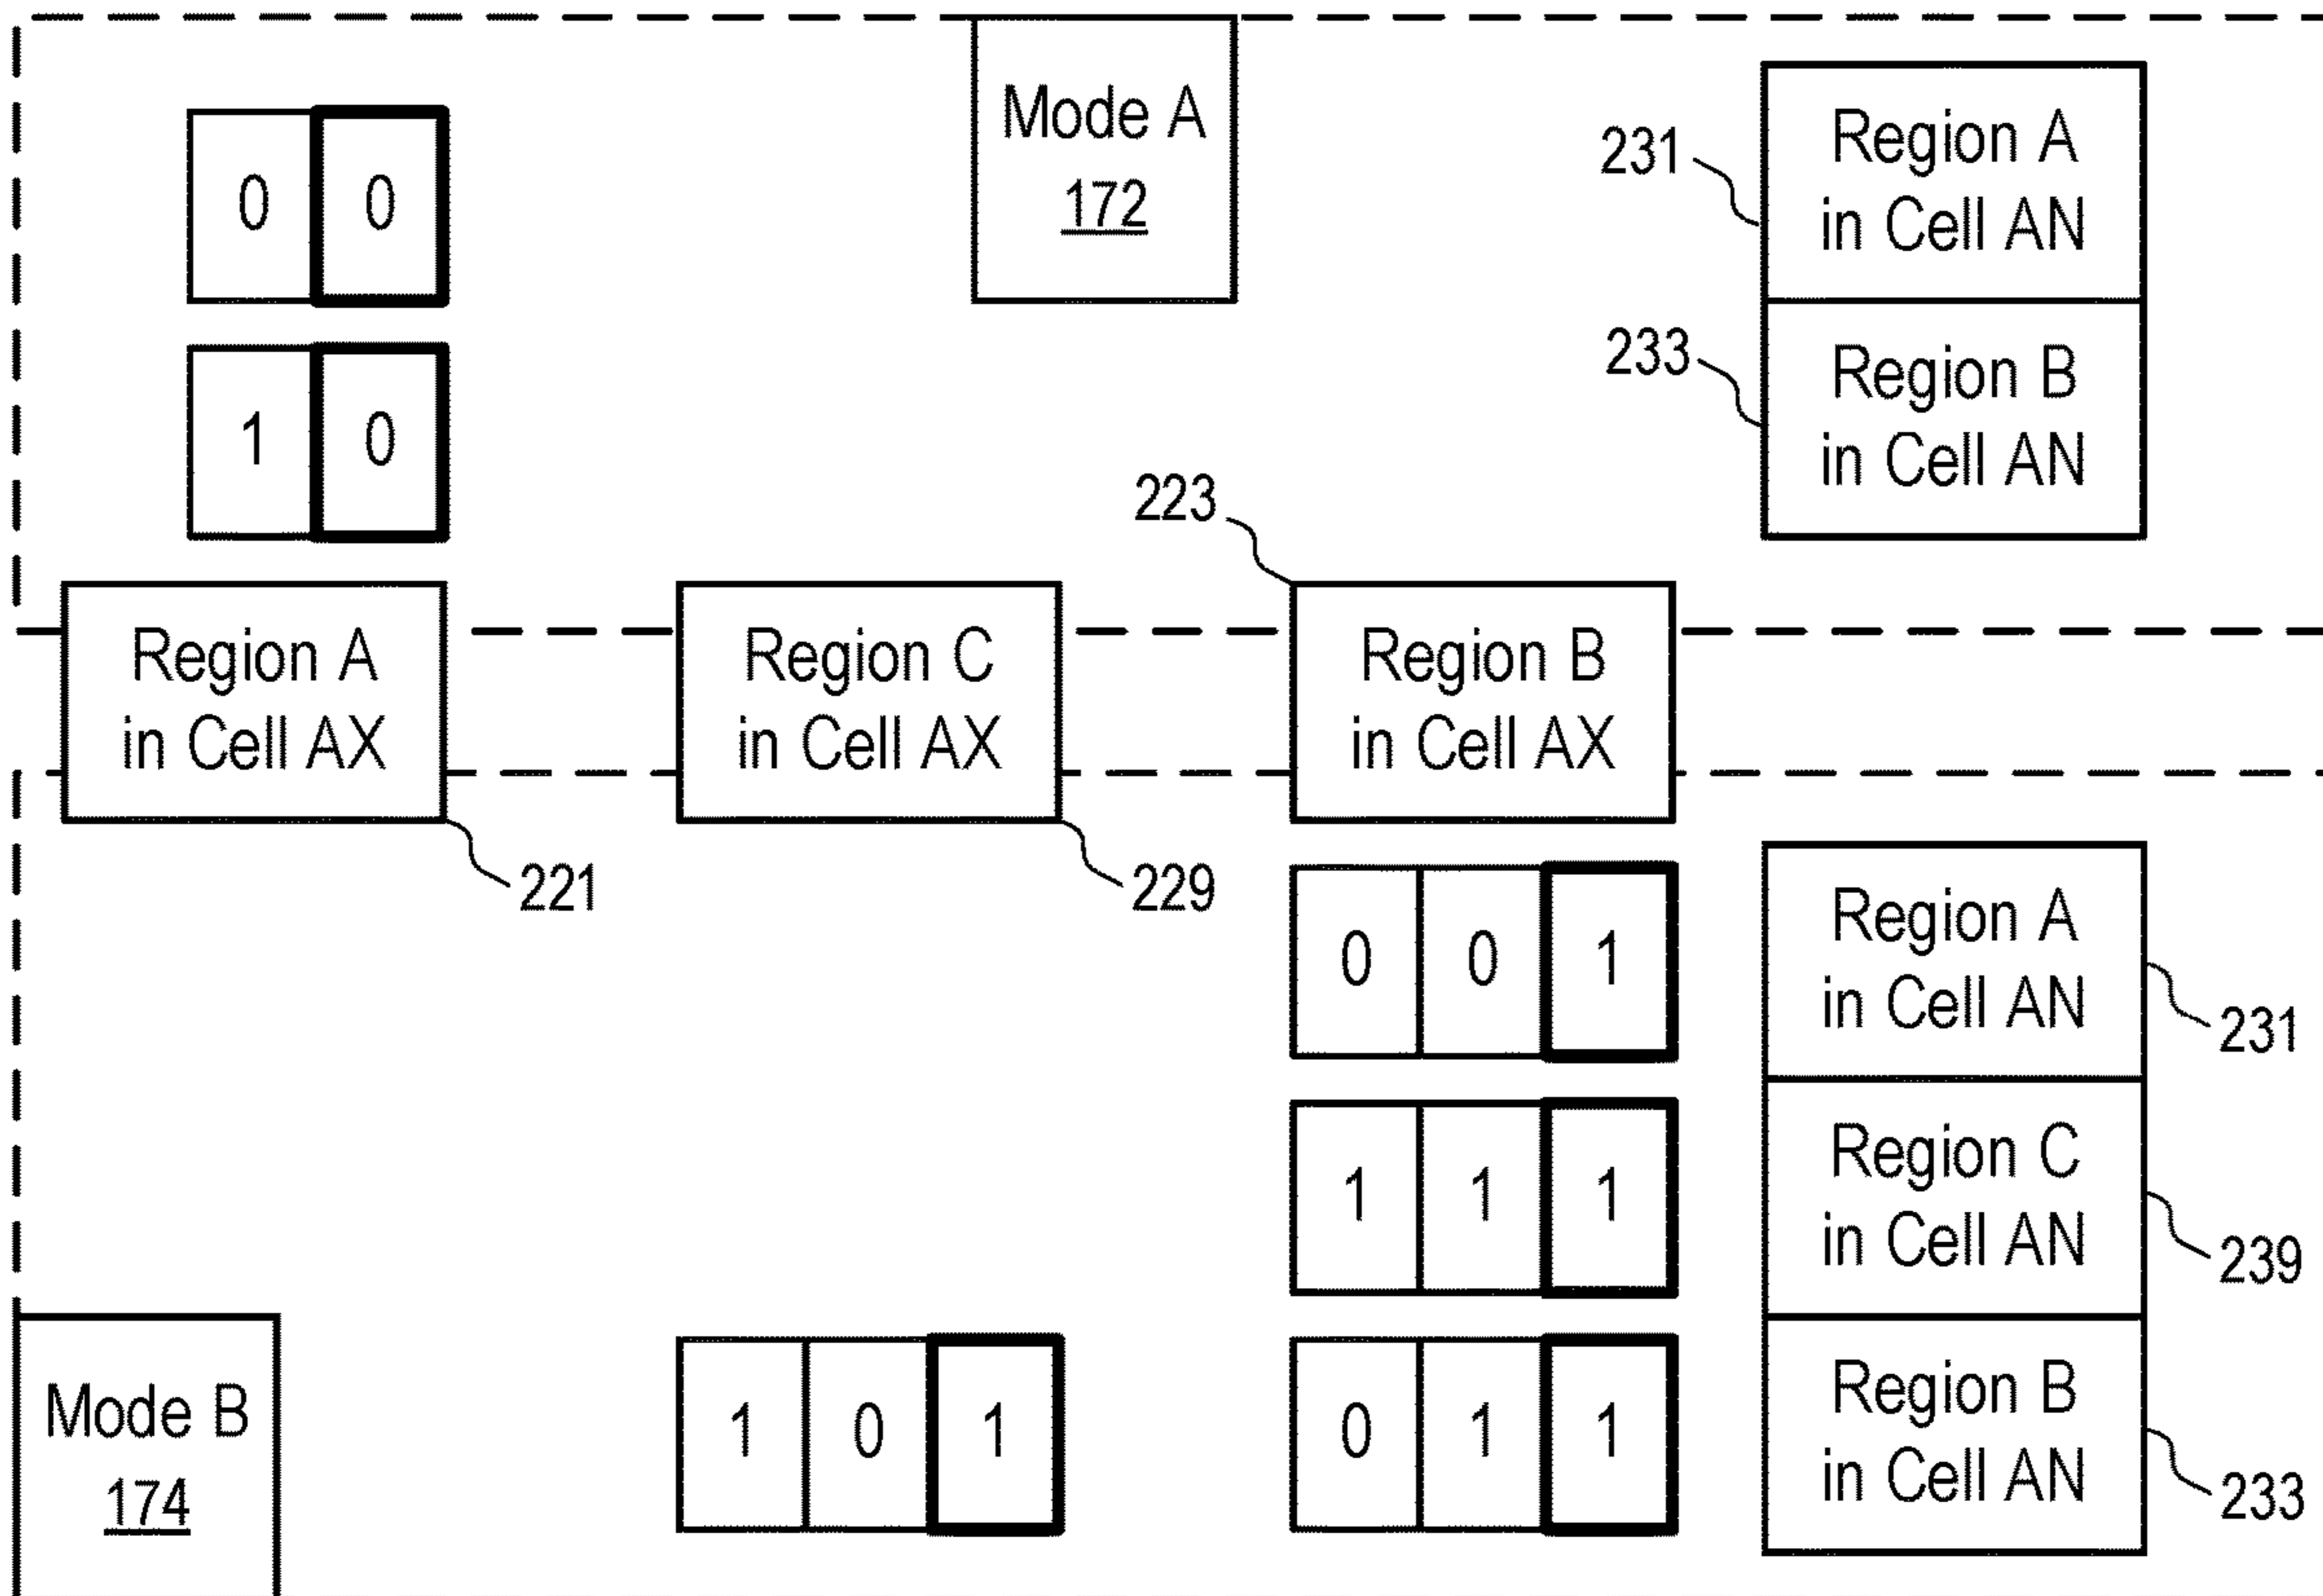 Mode A
172
0 0
231
Region A
in Cell AN
1 0
233
Region B
in Cell AN
223
Region A
in Cell AX
Region C
in Cell AX
Region B
in Cell AX
221
229
0 0 1
Region A
in Cell AN
231
1 1 1
Region C
in Cell AN
239
Mode B
174
1 0 1
0 1 1
Region B
in Cell AN
233